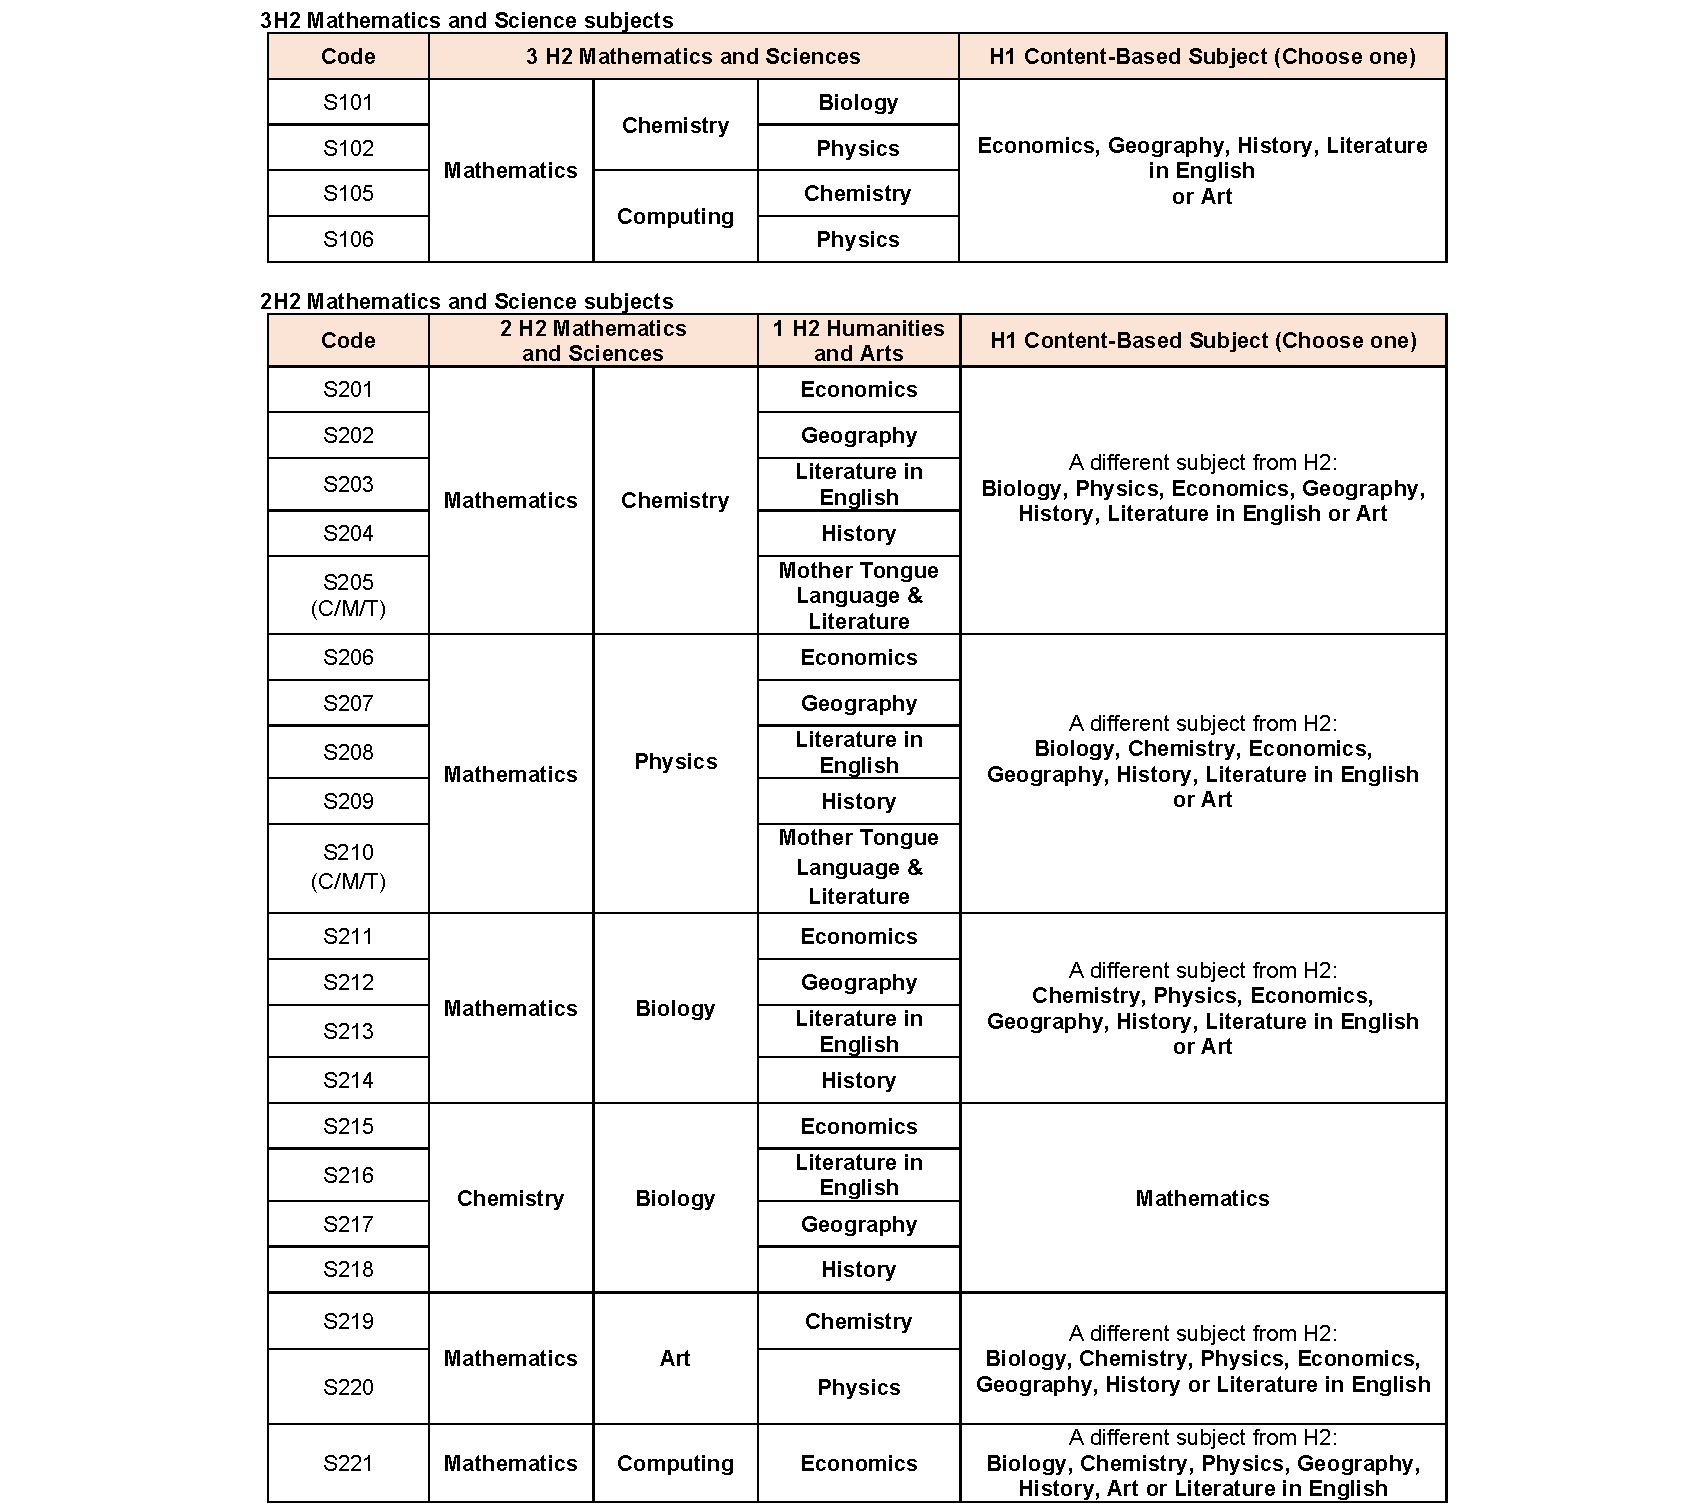 3H2 Mathematics and Science subjects
Code
3 H2 Mathematics and Sciences
H1 Content-Based Subject (Choose one)
S101
Mathematics
Chemistry
Biology
Economics, Geography, History, Literature
in English
or Art
S102
Physics
S105
Computing
Chemistry
S106
Physics
2H2 Mathematics and Science subjects
Code
2 H2 Mathematics
and Sciences
1 H2 Humanities
and Arts
H1 Content-Based Subject (Choose one)
S201
Mathematics
Chemistry
Economics
A different subject from H2:
Biology, Physics, Economics, Geography,
History, Literature in English or Art
S202
Geography
S203
Literature in
English
S204
History
S205
(C/M/T)
Mother Tongue
Language &
Literature
S206
Mathematics
Physics
Economics
A different subject from H2:
Biology, Chemistry, Economics,
Geography, History, Literature in English
or Art
S207
Geography
S208
Literature in
English
S209
History
S210
(C/M/T)
Mother Tongue
Language &
Literature
S211
Mathematics
Biology
Economics
A different subject from H2:
Chemistry, Physics, Economics,
Geography, History, Literature in English
or Art
S212
Geography
S213
Literature in
English
S214
History
S215
Chemistry
Biology
Economics
Mathematics
S216
Literature in
English
S217
Geography
S218
History
S219
Mathematics
Art
Chemistry
A different subject from H2:
Biology, Chemistry, Physics, Economics,
Geography, History or Literature in English
S220
Physics
S221
Mathematics
Computing
Economics
A different subject from H2:
Biology, Chemistry, Physics, Geography,
History, Art or Literature in English